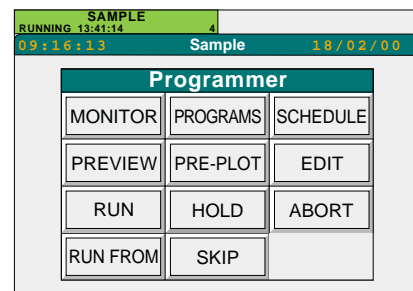 SAMPLE
RUNNING 13:41:14 4
09:16:13 Sample 18/02/00
Programmer
MONITOR PROGRAMS SCHEDULE
PREVIEW PRE-PLOT EDIT
RUN HOLD ABORT
RUN FROM SKIP